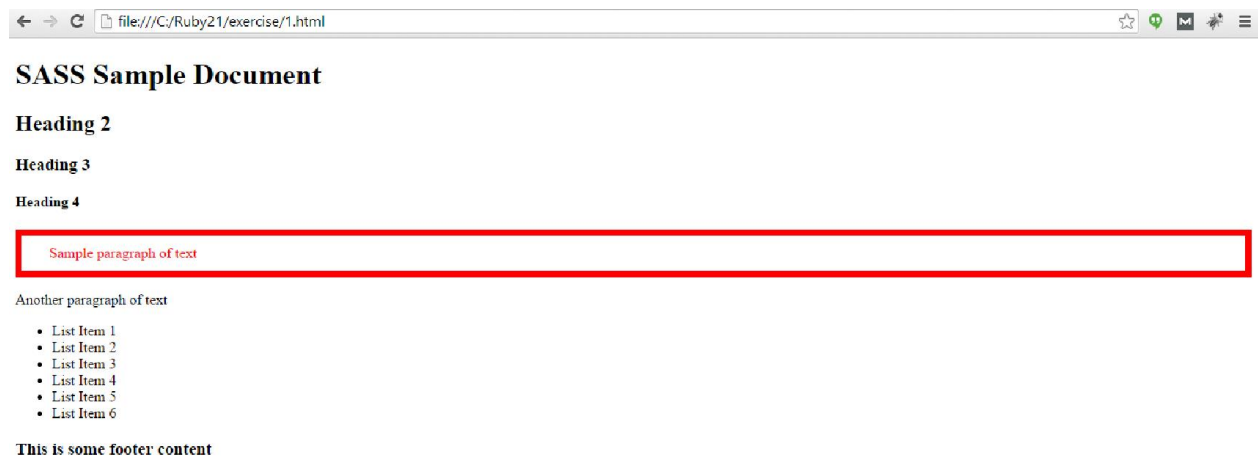 file:///C:/Ruby21/exercise/1.html
SASS Sample Document
Heading 2
Heading 3
Heading 4
Sample paragraph of text
Another paragraph of text
List Item 1
List Item 2
List Item 3
List Item 4
List Item 5
List Item 6
This is some footer content